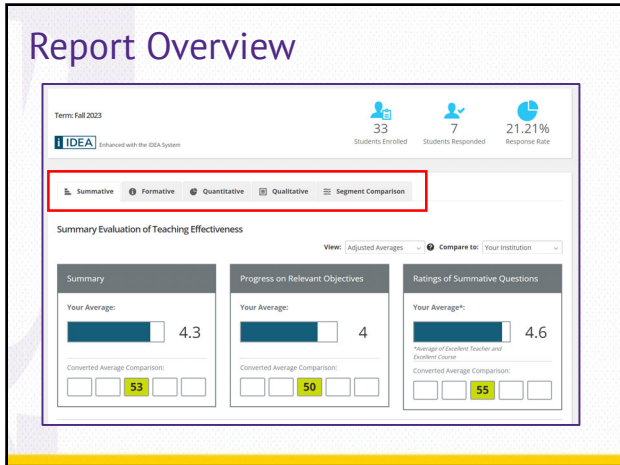 Report Overview
Term: Fall 2023
33
Students Enrolled
7
Students Responded
21.21%
Response Rate
IDEA Enhanced with the IDEA System
Summative Formative Quantitative Qualitative Segment Comparison
Summary Evaluation of Teaching Effectiveness
View: Adjusted Averages Compare to: Your Institution
Summary
Your Average:
4.3
Converted Average Comparison:
53
Progress on Relevant Objectives
Your Average:
4
Converted Average Comparison:
50
Ratings of Summative Questions
Your Average*:
4.6
*Average of Excellent Teacher and
Excellent Course
Converted Average Comparison:
55